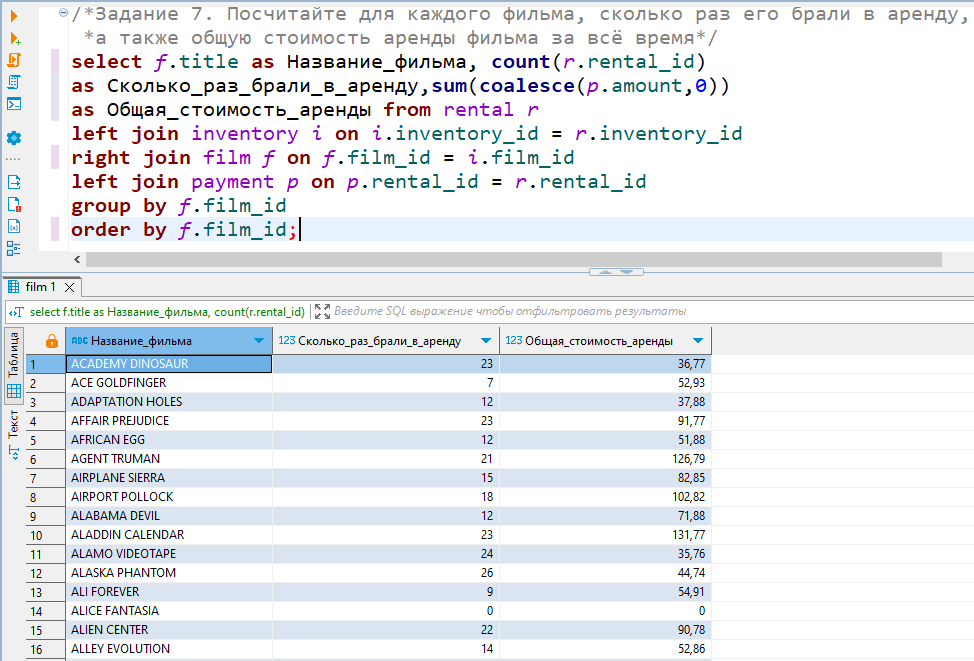 /*Задание 7. Посчитайте для каждого фильма, сколько раз его брали в аренду,
*а также общую стоимость аренды фильма за всё время*/
select f.title as Название_фильма, count(r.rental_id)
as Сколько_раз_брали_в_аренду,sum(coalesce(p.amount,0))
as Общая_стоимость_аренды from rental r
left join inventory i on i.inventory_id = r.inventory_id
right join film f on f.film_id = i.film_id
left join payment p on p.rental_id = r.rental_id
group by f.film_id
order by f.film_id;
film 1
select f.title as Название_фильма, count(r.rental_id) Введите SQL выражение чтобы отфильтровать результаты
Таблица
Текст
ABC Название_фильма 123 Сколько_раз_брали_в_аренду 123 Общая_стоимость_аренды
1 ACADEMY DINOSAUR 23 36,77
2 ACE GOLDFINGER 7 52,93
3 ADAPTATION HOLES 12 37,88
4 AFFAIR PREJUDICE 23 91,77
5 AFRICAN EGG 12 51,88
6 AGENT TRUMAN 21 126,79
7 AIRPLANE SIERRA 15 82,85
8 AIRPORT POLLOCK 18 102,82
9 ALABAMA DEVIL 12 71,88
10 ALADDIN CALENDAR 23 131,77
11 ALAMO VIDEOTAPE 24 35,76
12 ALASKA PHANTOM 26 44,74
13 ALI FOREVER 9 54,91
14 ALICE FANTASIA 0 0
15 ALIEN CENTER 22 90,78
16 ALLEY EVOLUTION 14 52,86